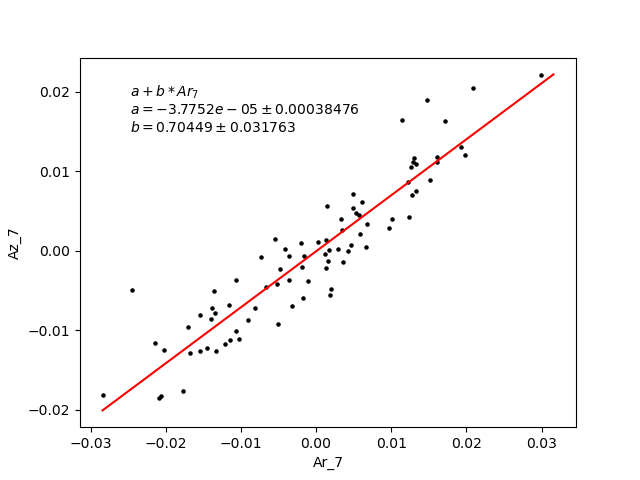 a + b * Ar_7
a = −3.7752e − 05 ± 0.00038476
b = 0.70449 ± 0.031763
0.02
0.01
0.00
−0.01
−0.02
Az_7
−0.03
−0.02
−0.01
0.00
0.01
0.02
0.03
Ar_7